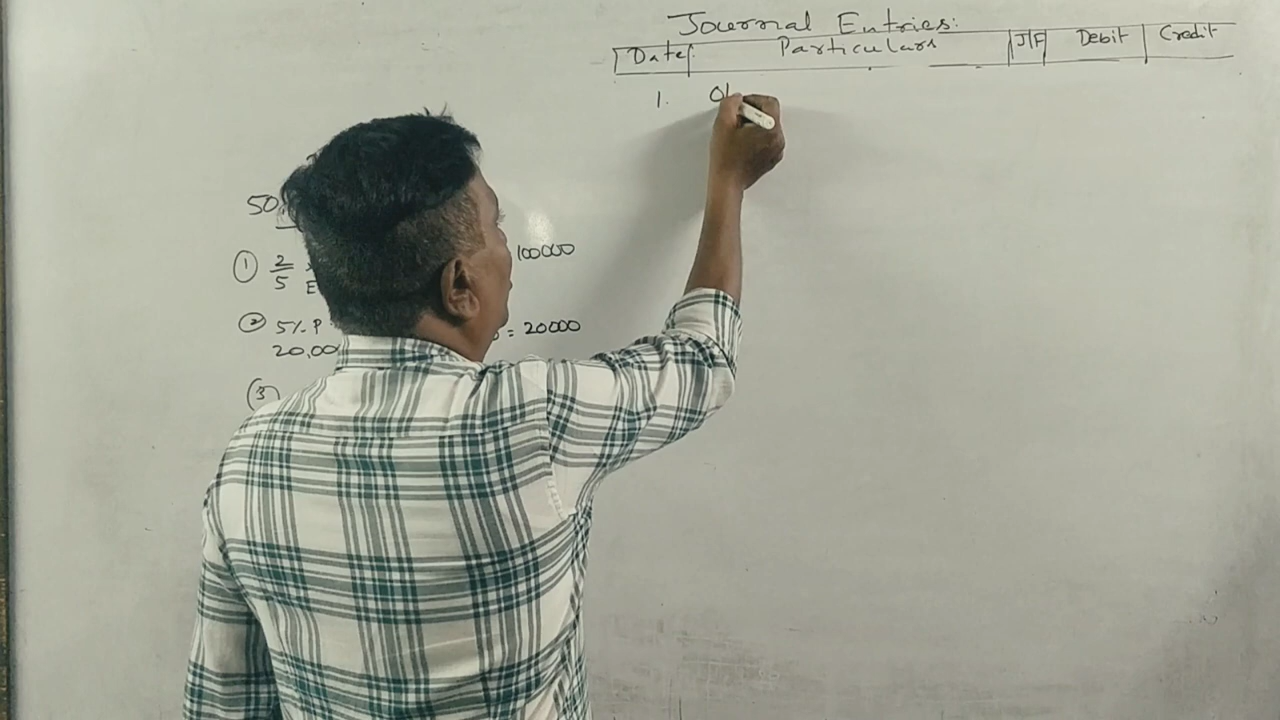 Journal Entries:
Date Particulars J/F Debit Credit
1. Ol
50
① 2/5 E 100000
② 5%. P = 20000
20,00
③